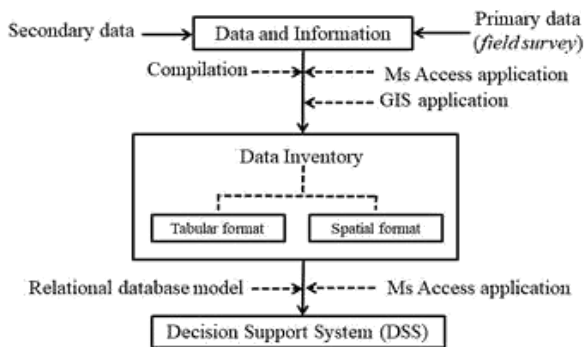 Secondary data
Data and Information
Primary data
(field survey)
Compilation
Ms Access application
GIS application
Data Inventory
Tabular format
Spatial format
Relational database model
Ms Access application
Decision Support System (DSS)